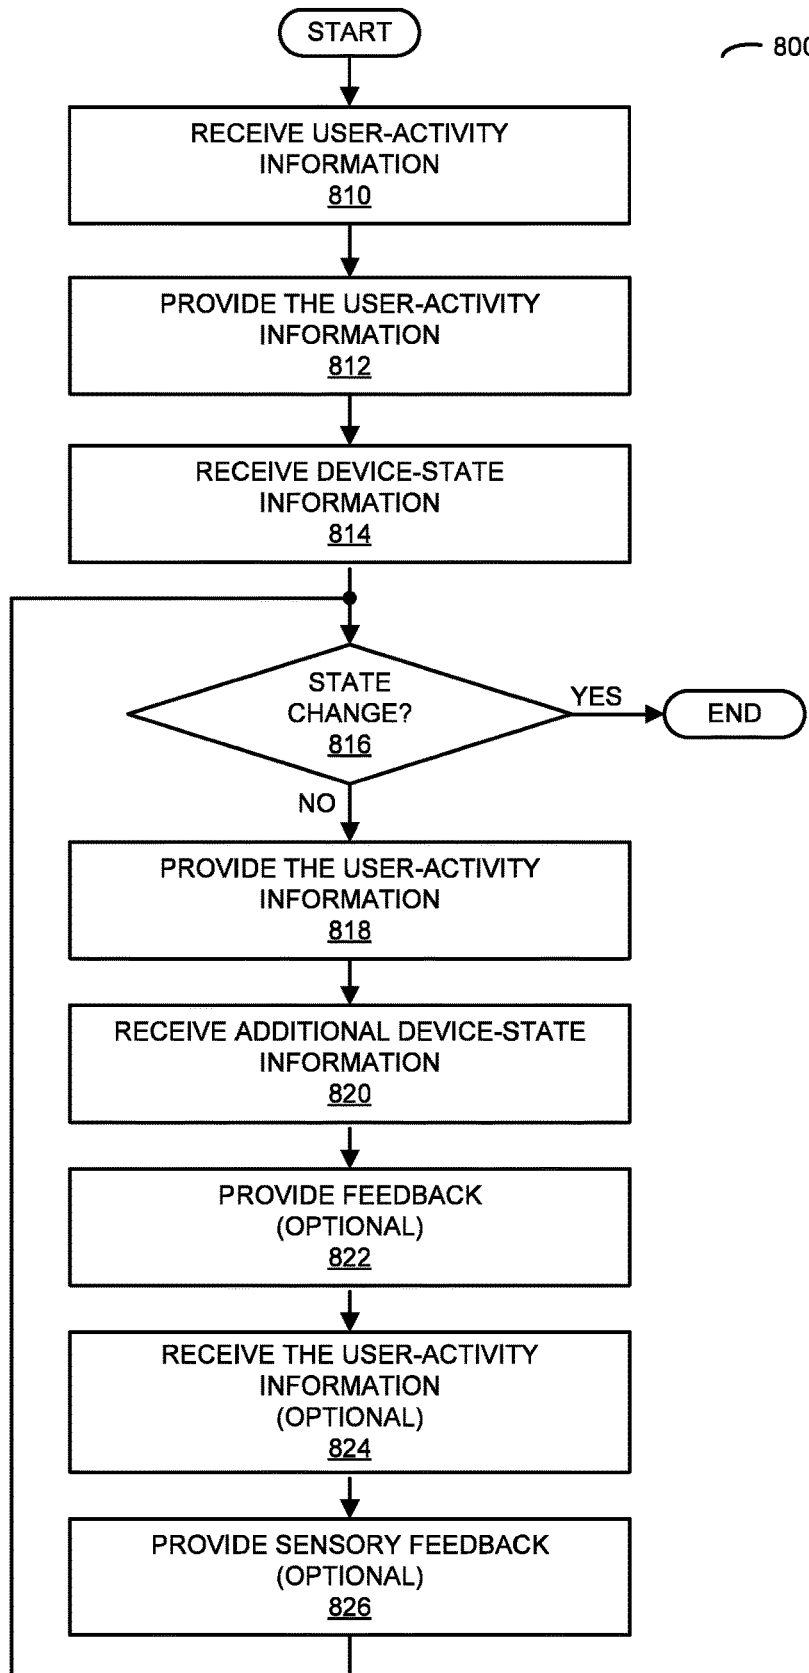 START
800
RECEIVE USER-ACTIVITY
INFORMATION
810
PROVIDE THE USER-ACTIVITY
INFORMATION
812
RECEIVE DEVICE-STATE
INFORMATION
814
STATE
CHANGE?
816
YES
END
NO
PROVIDE THE USER-ACTIVITY
INFORMATION
818
RECEIVE ADDITIONAL DEVICE-STATE
INFORMATION
820
PROVIDE FEEDBACK
(OPTIONAL)
822
RECEIVE THE USER-ACTIVITY
INFORMATION
(OPTIONAL)
824
PROVIDE SENSORY FEEDBACK
(OPTIONAL)
826